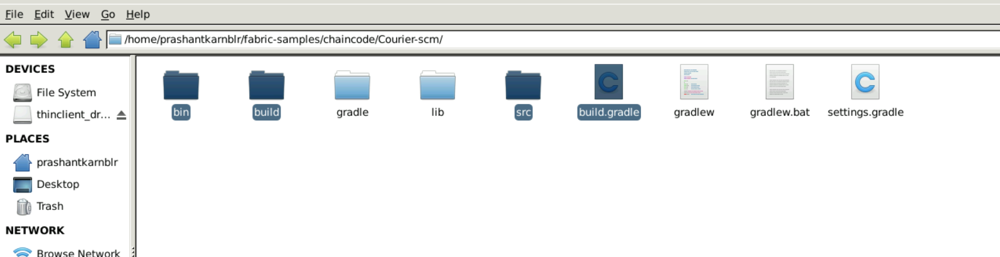 File Edit View Go Help
/home/prashantkarnblr/fabric-samples/chaincode/Courier-scm/
DEVICES
File System
thinclient_dr...
PLACES
prashantkarnblr
Desktop
Trash
NETWORK
Browse Network
bin build gradle lib src build.gradle gradlew gradlew.bat settings.gradle